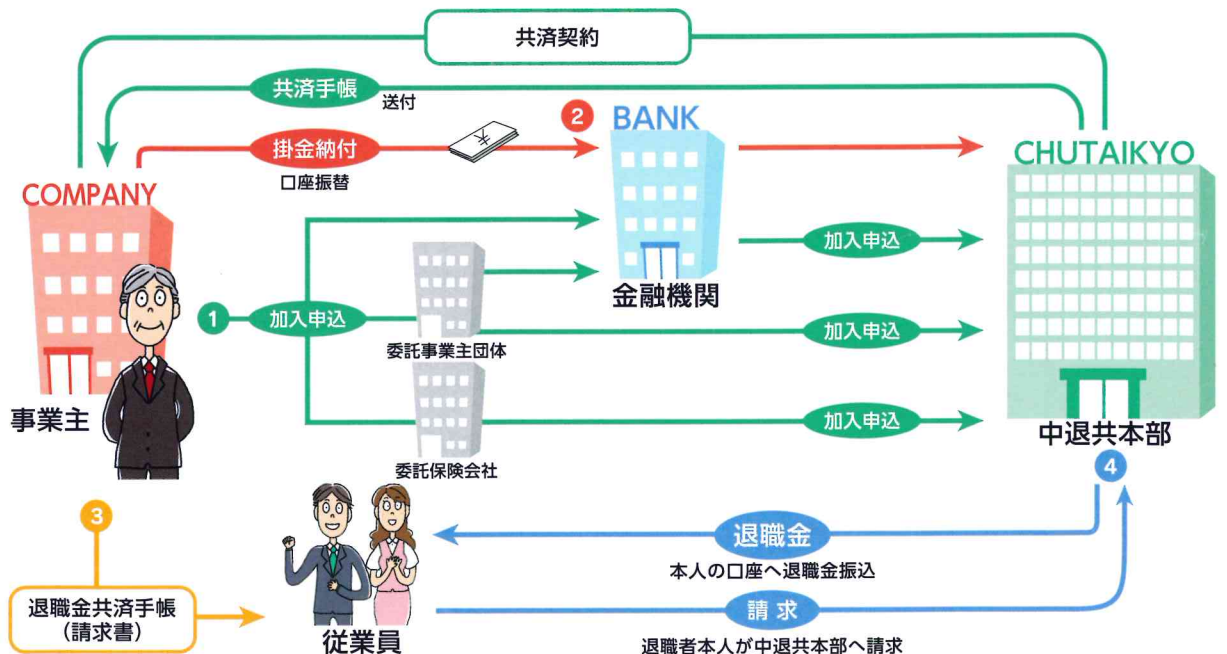 共済契約
共済手帳
送付
2
BANK
掛金納付
口座振替
CHUTAIKYO
COMPANY
加入申込
金融機関
1
加入申込
加入申込
委託事業主団体
事業主
加入申込
中退共本部
委託保険会社
4
3
退職金
本人の口座へ退職金振込
退職金共済手帳
(請求書)
請求
従業員
退職者本人が中退共本部へ請求